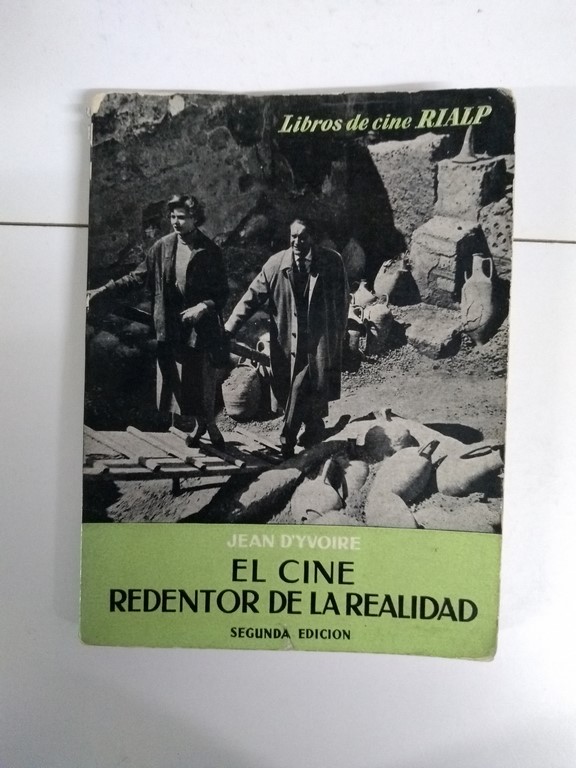 Libros de cine RIALP
JEAN D'YVOIRE
EL CINE
REDENTOR DE LA REALIDAD
SEGUNDA EDICION